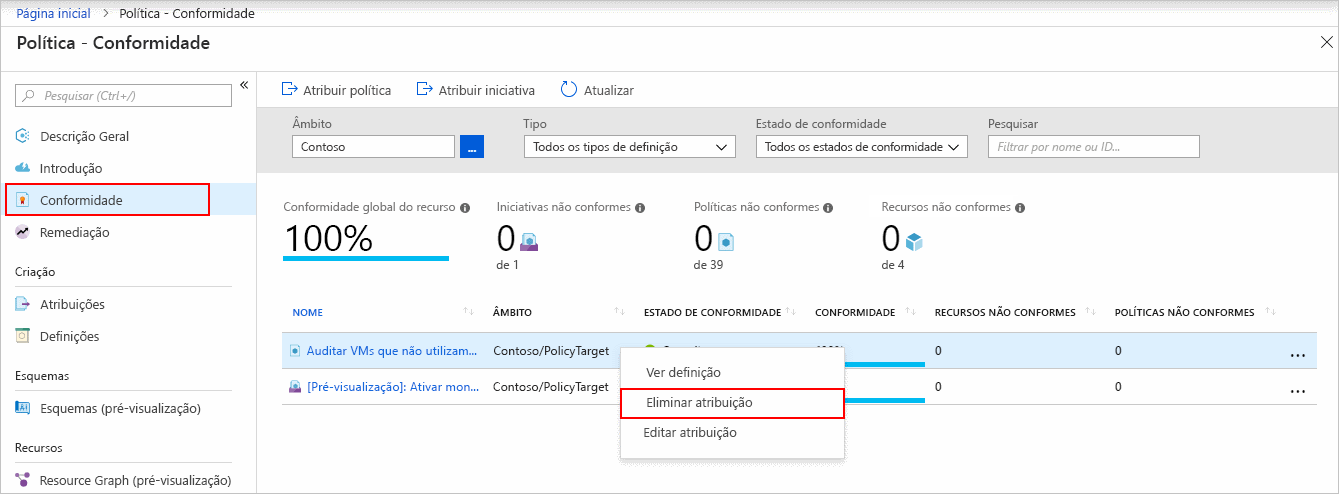 Página inicial > Política - Conformidade
Política - Conformidade
Pesquisar (Ctrl+/)
Descrição Geral
Introdução
Conformidade
Remediação
Criação
Atribuições
Definições
Esquemas
Esquemas (pré-visualização)
Recursos
Resource Graph (pré-visualização)
Atribuir política Atribuir iniciativa Atualizar
Âmbito Tipo Estado de conformidade Pesquisar
Contoso ... Todos os tipos de definição Todos os estados de conformidade Filtrar por nome ou ID...
Conformidade global do recurso Iniciativas não conformes Políticas não conformes Recursos não conformes
100% 0 0 0
de 1 de 39 de 4
NOME ÂMBITO ESTADO DE CONFORMIDADE CONFORMIDADE RECURSOS NÃO CONFORMES POLÍTICAS NÃO CONFORMES
Auditar VMs que não utilizam... Contoso/PolicyTarget 0 0 ...
[Pré-visualização]: Ativar mon... Contoso/PolicyTarget 0 0 ...
Ver definição
Eliminar atribuição
Editar atribuição